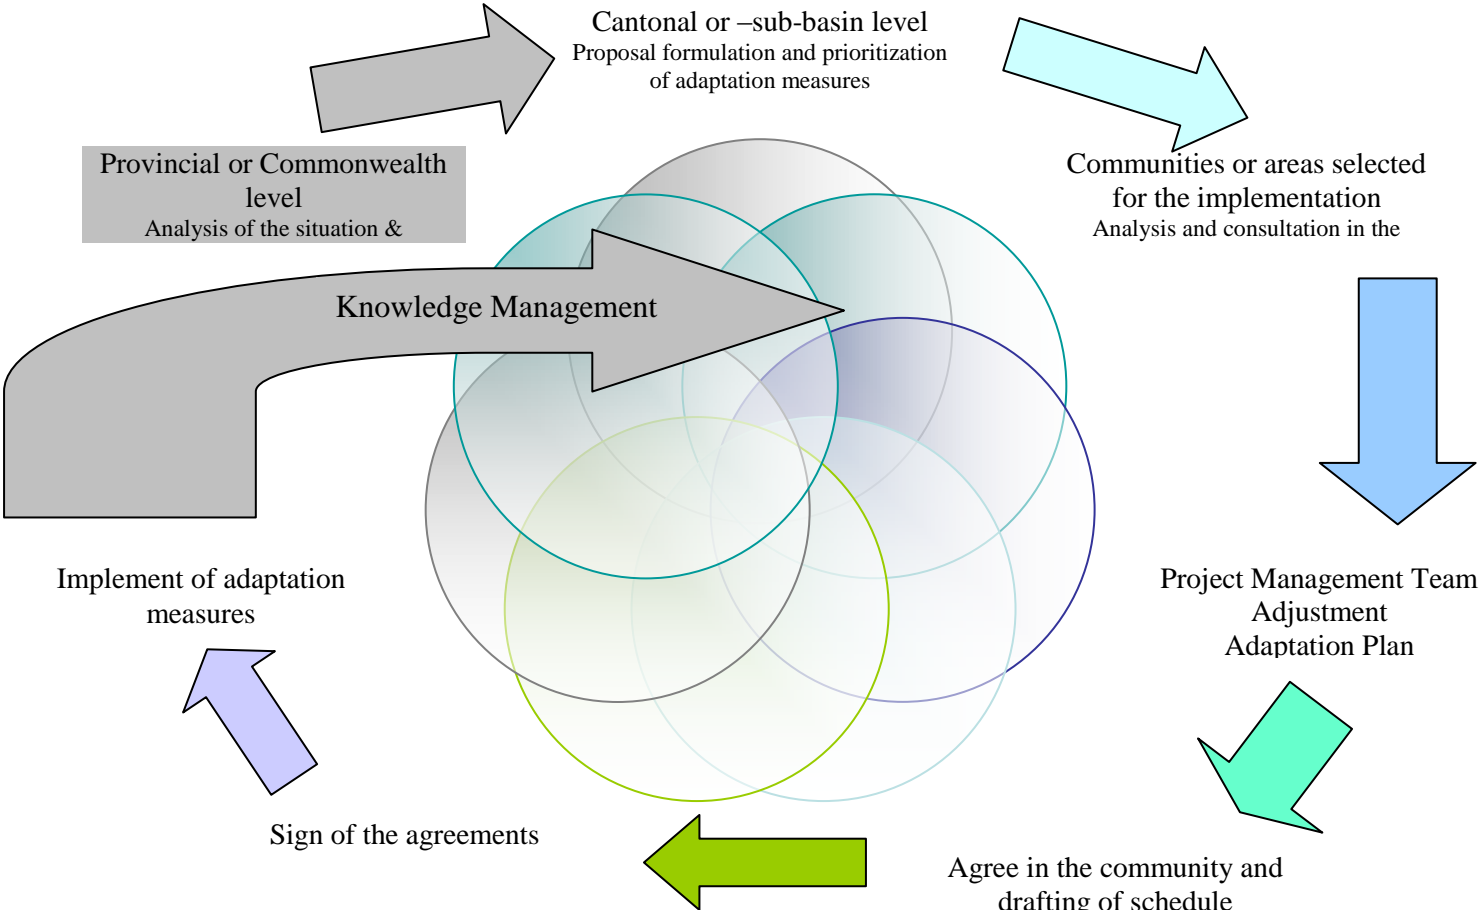 Cantonal or –sub-basin level
Proposal formulation and prioritization
of adaptation measures
Provincial or Commonwealth
level
Analysis of the situation &
Communities or areas selected
for the implementation
Analysis and consultation in the
Knowledge Management
Implement of adaptation
measures
Project Management Team
Adjustment
Adaptation Plan
Sign of the agreements
Agree in the community and
drafting of schedule